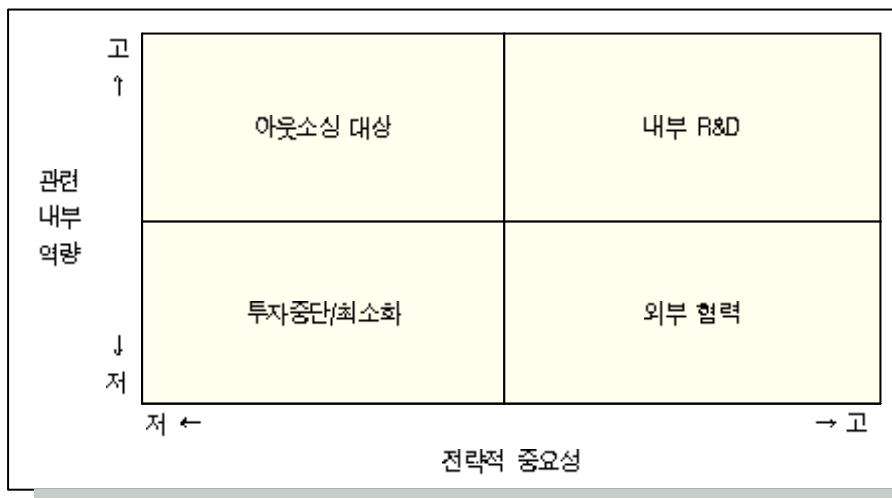 고
↑
아웃소싱 대상
내부 R&D
관련
내부
역량
투자중단/최소화
외부 협력
↓
저
저 ←
→ 고
전략적 중요성